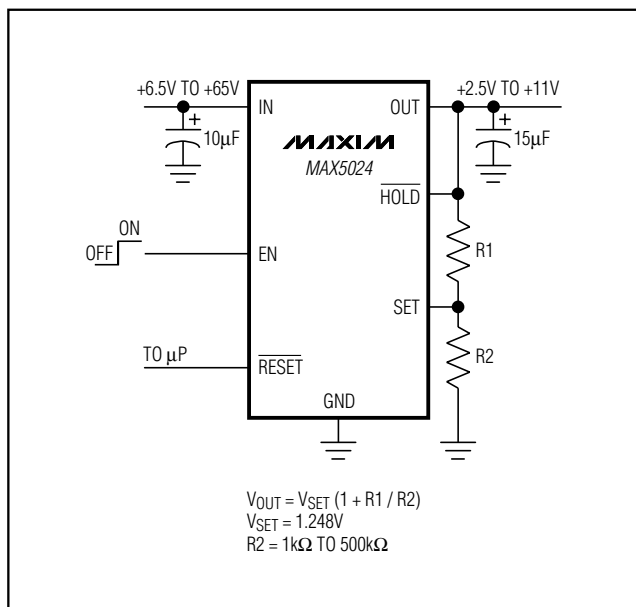 +6.5V TO +65V
+2.5V TO +11V
IN
OUT
+
10μF
+
15μF
MAXIM
MAX5024
HOLD
ON
OFF
EN
R1
SET
TO μP
RESET
R2
GND
VOUT = VSET (1 + R1 / R2)
VSET = 1.248V
R2 = 1kΩ TO 500kΩ